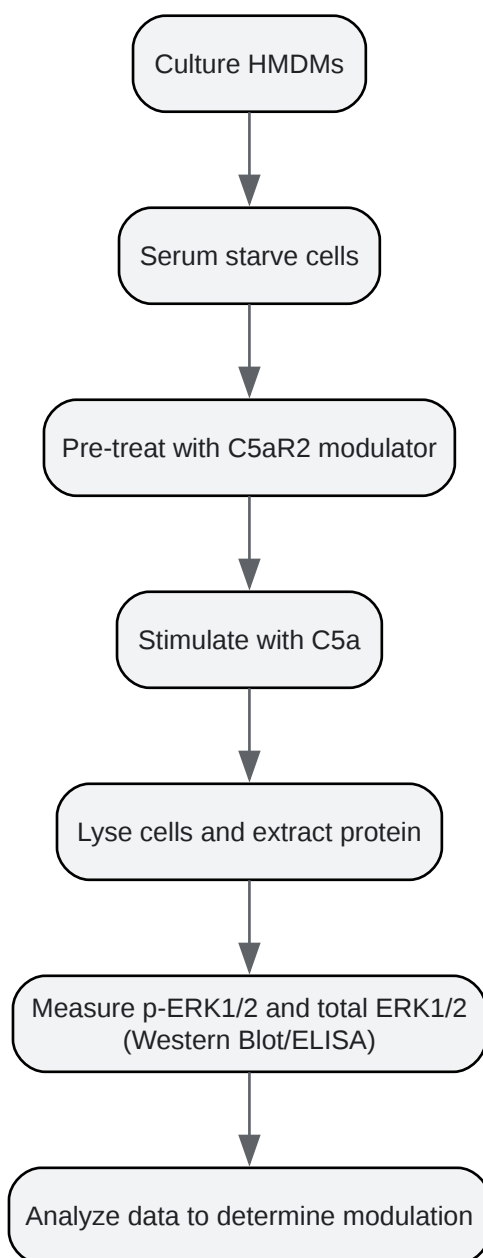 Culture HMDMs
Serum starve cells
Pre-treat with C5aR2 modulator
Stimulate with C5a
Lyse cells and extract protein
Measure p-ERK1/2 and total ERK1/2
(Western Blot/ELISA)
Analyze data to determine modulation